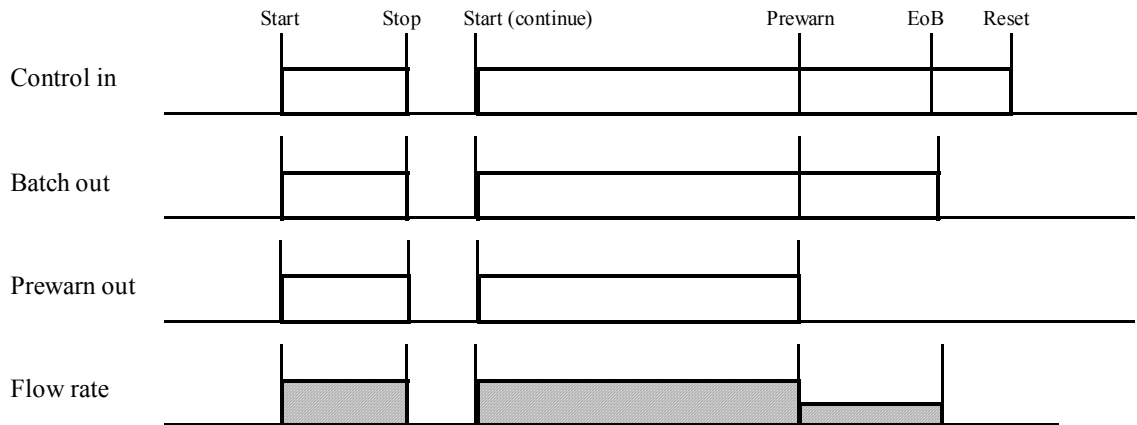 Start Stop Start (continue) Prewarn EoB Reset
Control in
Batch out
Prewarn out
Flow rate